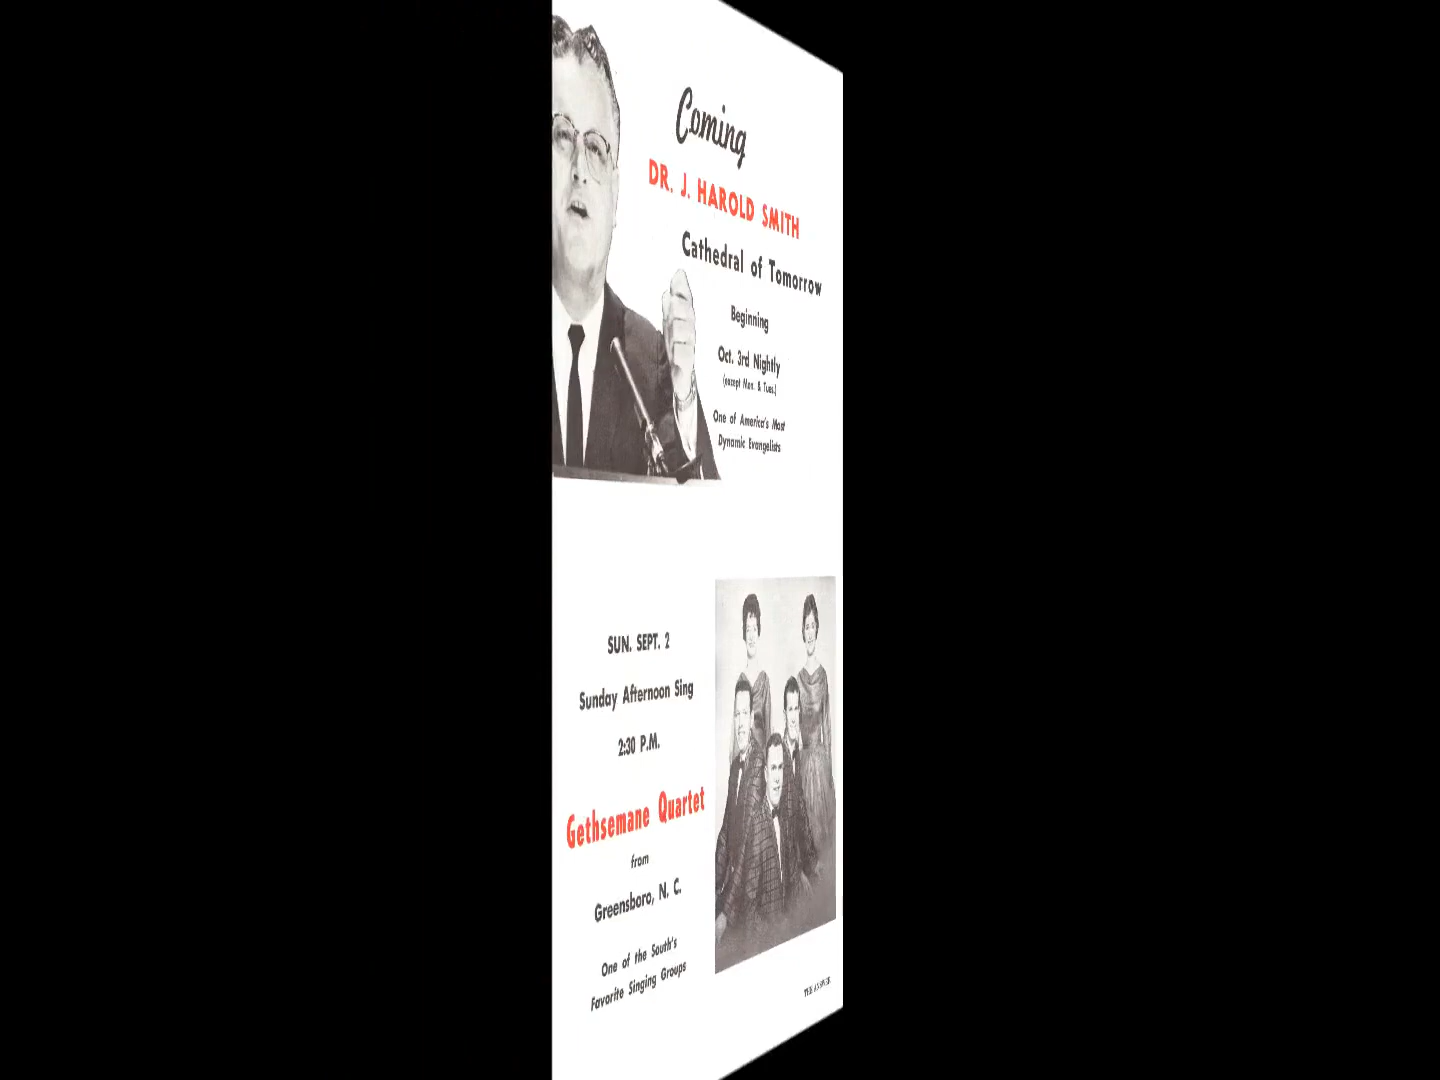 Coming
DR. J. HAROLD SMITH
Cathedral of Tomorrow
Beginning
Oct. 3rd Nightly
(except Mon. & Tues.)
One of America's Most
Dynamic Evangelists
SUN. SEPT. 2
Sunday Afternoon Sing
2:30 P.M.
Gethsemane Quartet
from
Greensboro, N. C.
One of the South's
Favorite Singing Groups
THE ANSWER